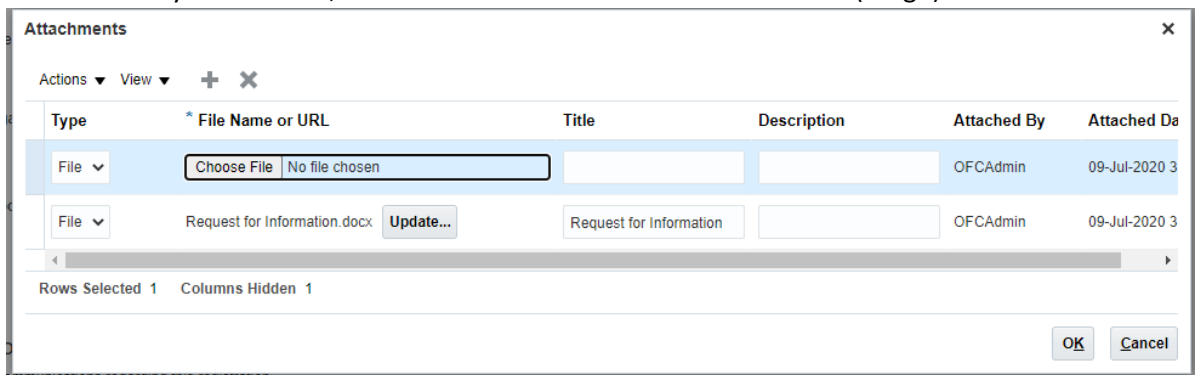 Attachments ×
Actions ▼ View ▼
Type * File Name or URL Title Description Attached By Attached Da
File Choose File No file chosen OFCAdmin 09-Jul-2020 3
File Request for Information.docx Update... Request for Information OFCAdmin 09-Jul-2020 3
Rows Selected 1 Columns Hidden 1
OK Cancel